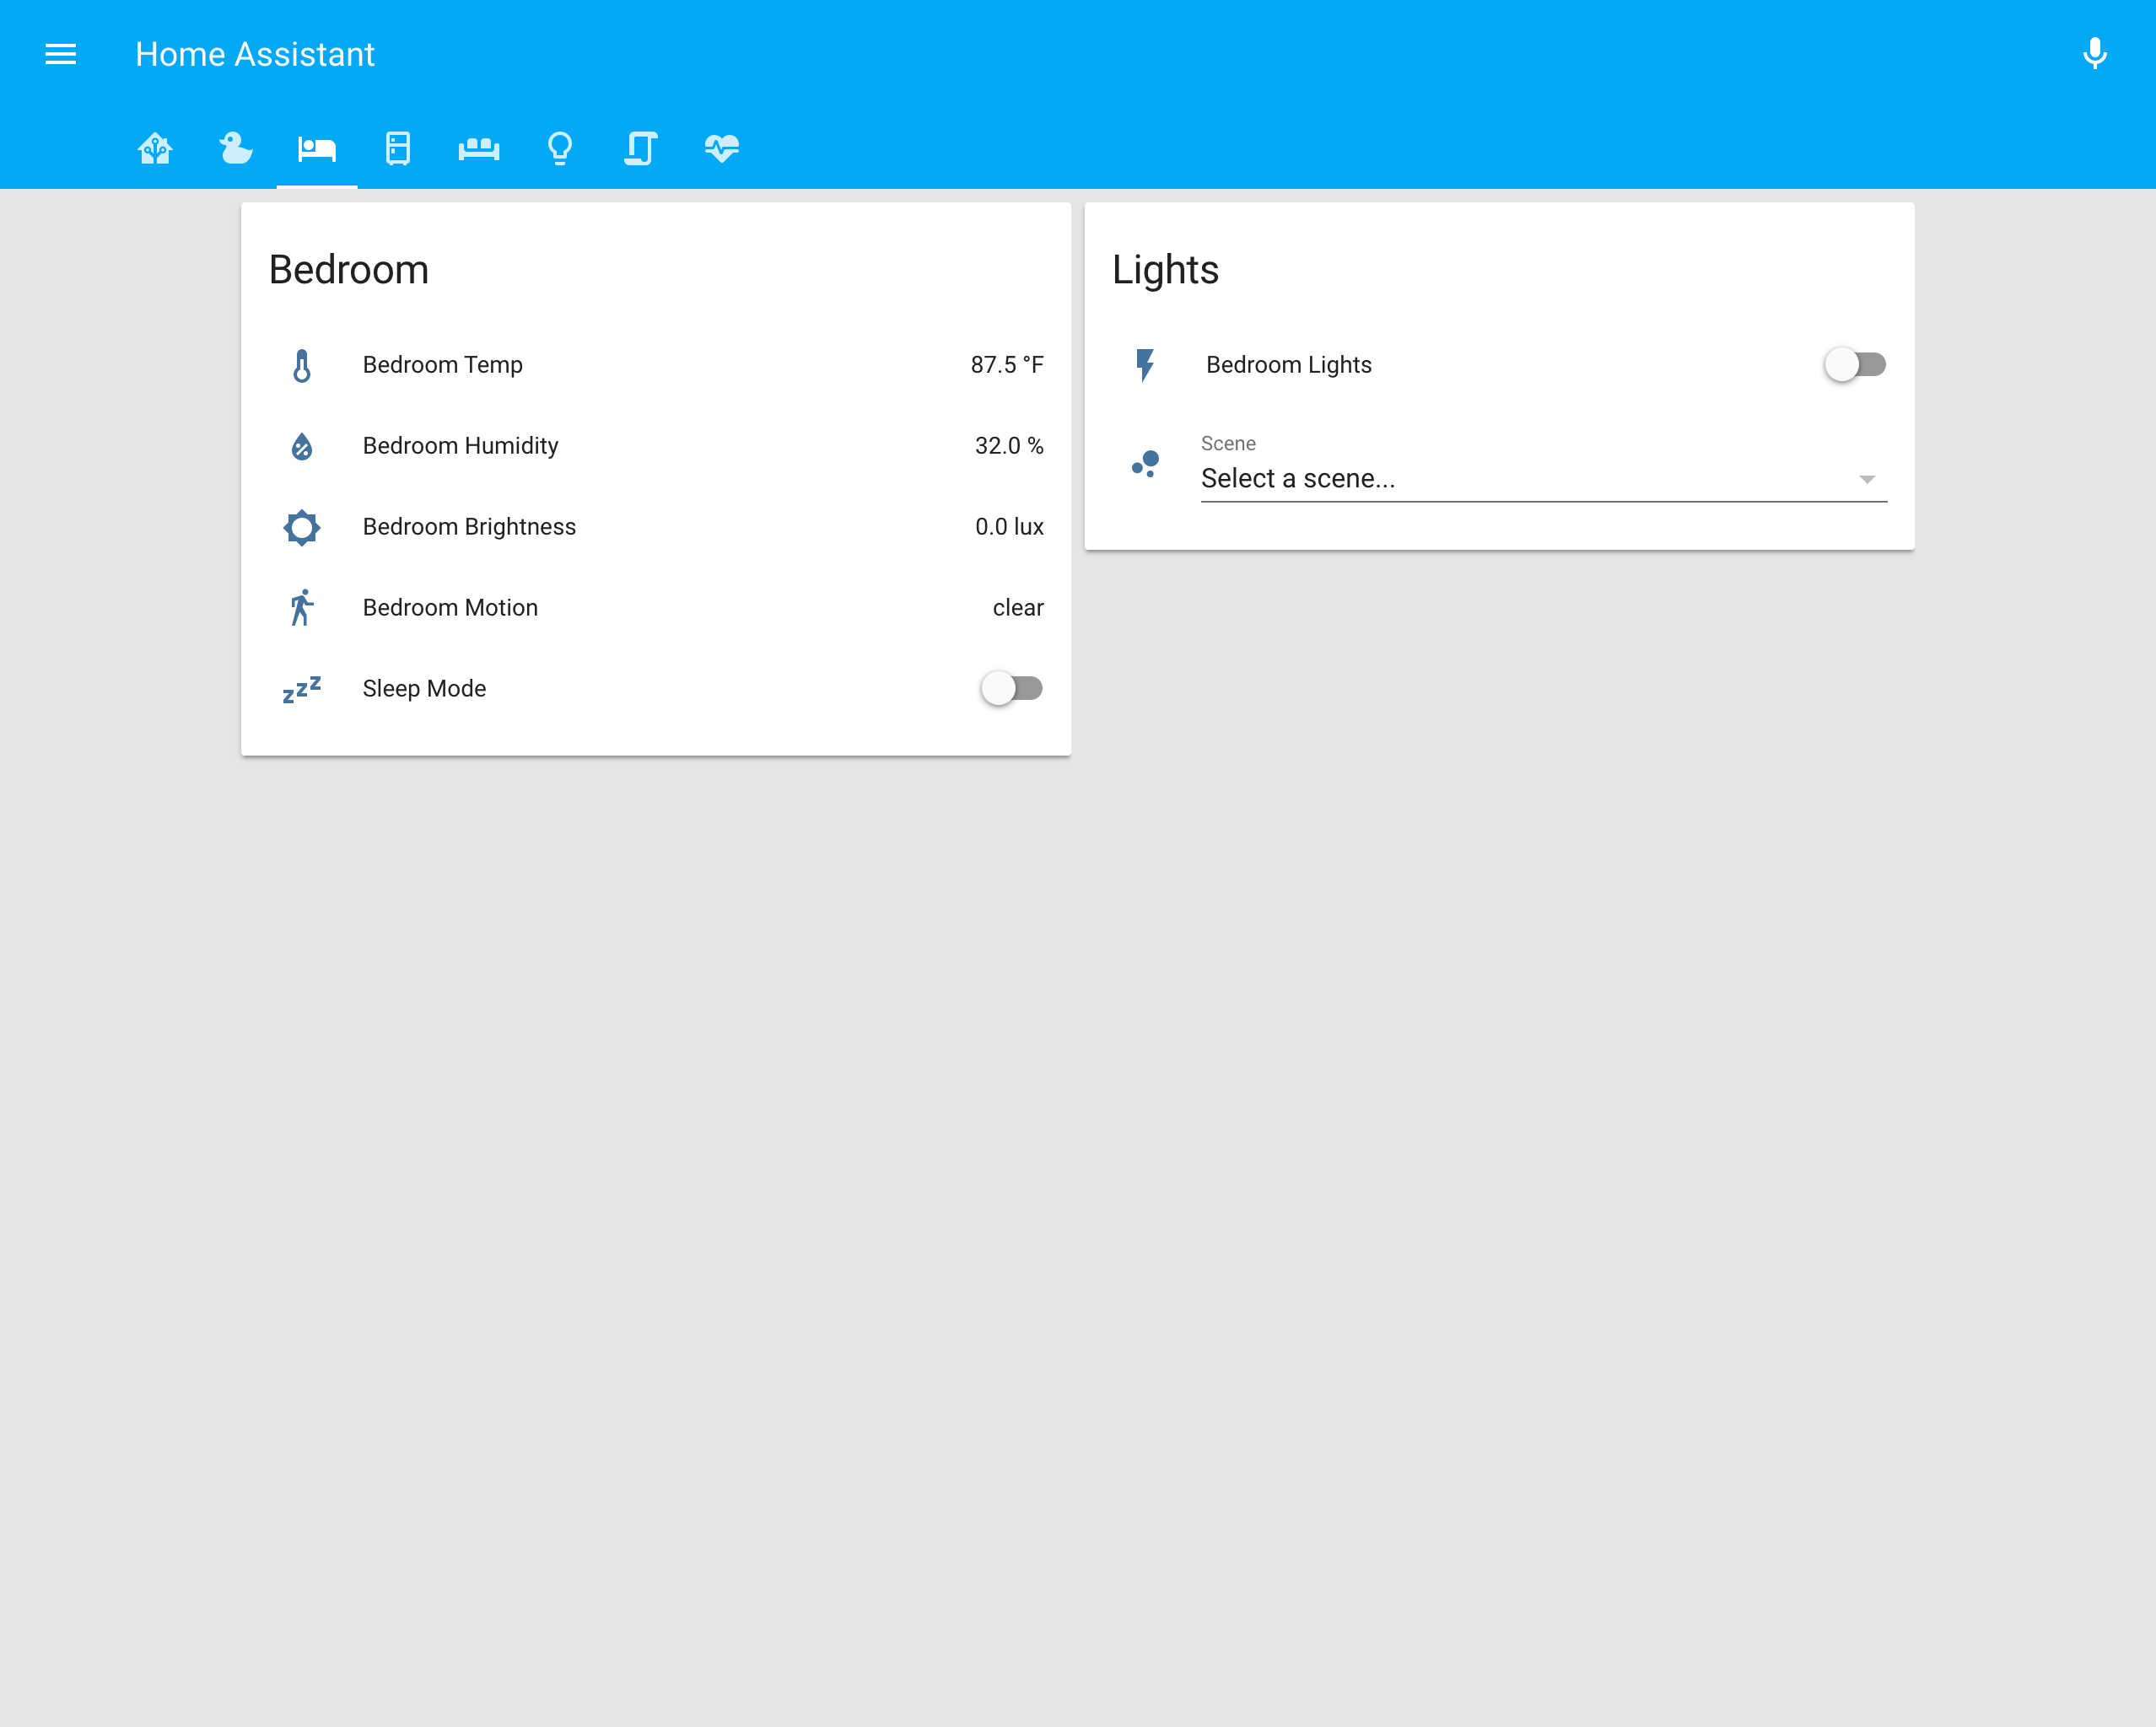 Home Assistant
Bedroom
Bedroom Temp 87.5 °F
Bedroom Humidity 32.0 %
Bedroom Brightness 0.0 lux
Bedroom Motion clear
Sleep Mode
Lights
Bedroom Lights
Scene
Select a scene...